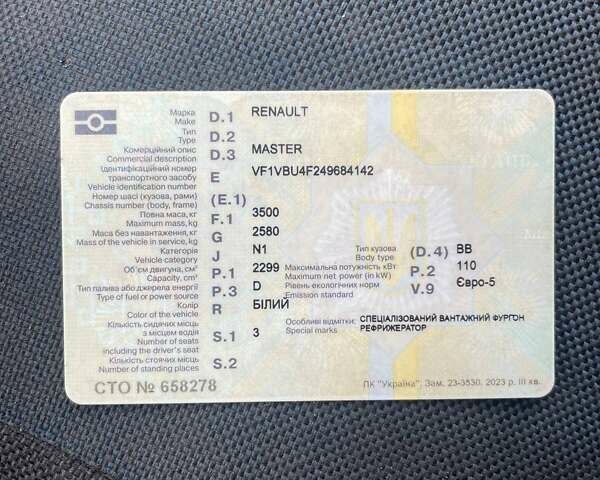 Марка D.1 RENAULT
Make
Тип D.2
Type
Комерційний опис D.3 MASTER
Commercial description
Ідентифікаційний номер
транспортного засобу E VF1VBU4F249684142
Vehicle identification number
Номер шасі (кузова, рами) (E.1)
Chassis number (body, frame)
Повна маса, кг F.1 3500
Maximum mass, kg
Маса без навантаження, кг G 2580
Mass of the vehicle in service, kg
Категорія J N1 Тип кузова (D.4) BB
Vehicle category Body type
Об'єм двигуна, см³ P.1 2299 Максимальна потужність кВт P.2 110
Capacity, cm³ Maximum net power (in kW)
Тип палива або джерела енергії P.3 D Рівень екологічних норм V.9 Євро-5
Type of fuel or power source Emission standard
Колір R БІЛИЙ
Color of the vehicle
Кількість сидячих місць Особливі відмітки: СПЕЦІАЛІЗОВАНИЙ ВАНТАЖНИЙ ФУРГОН
з місцем водія S.1 3 Special marks РЕФРИЖЕРАТОР
Number of seats
including the driver's seat
Кількість стоячих місць S.2
Number of standing places
СТО № 658278
ПК "Україна", Зам. 23-3530, 2023 р. III кв.